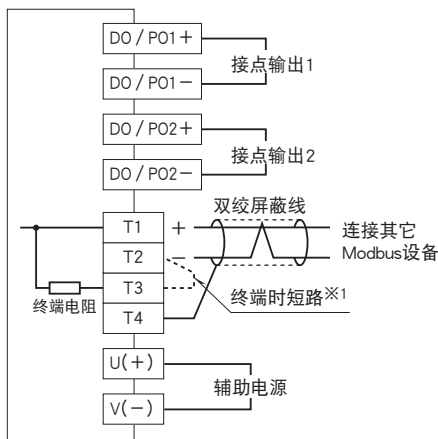 DO / PO1+
接点输出1
DO / PO1−
DO / PO2+
接点输出2
DO / PO2−
双绞屏蔽线
T1
+
连接其它
Modbus设备
T2
−
T3
终端电阻
终端时短路※1
T4
U(+)
辅助电源
V(−)